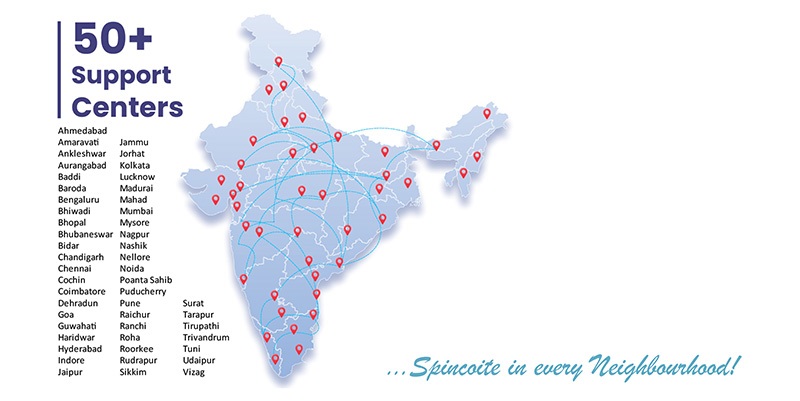 50+
Support
Centers
Ahmedabad
Amaravati
Ankleshwar
Aurangabad
Baddi
Baroda
Bengaluru
Bhiwadi
Bhopal
Bhubaneswar
Bidar
Chandigarh
Chennai
Cochin
Coimbatore
Dehradun
Goa
Guwahati
Haridwar
Hyderabad
Indore
Jaipur
Jammu
Jorhat
Kolkata
Lucknow
Madurai
Mahad
Mumbai
Mysore
Nagpur
Nashik
Nellore
Noida
Poanta Sahib
Puducherry
Pune
Raichur
Ranchi
Roha
Roorkee
Rudrapur
Sikkim
Surat
Tarapur
Tirupathi
Trivandrum
Tuni
Udaipur
Vizag
...Spincoite in every Neighbourhood!